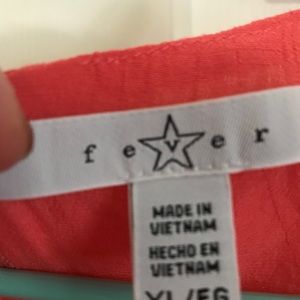 fever
MADE IN
VIETNAM
HECHO EN
VIETNAM
XL/EG